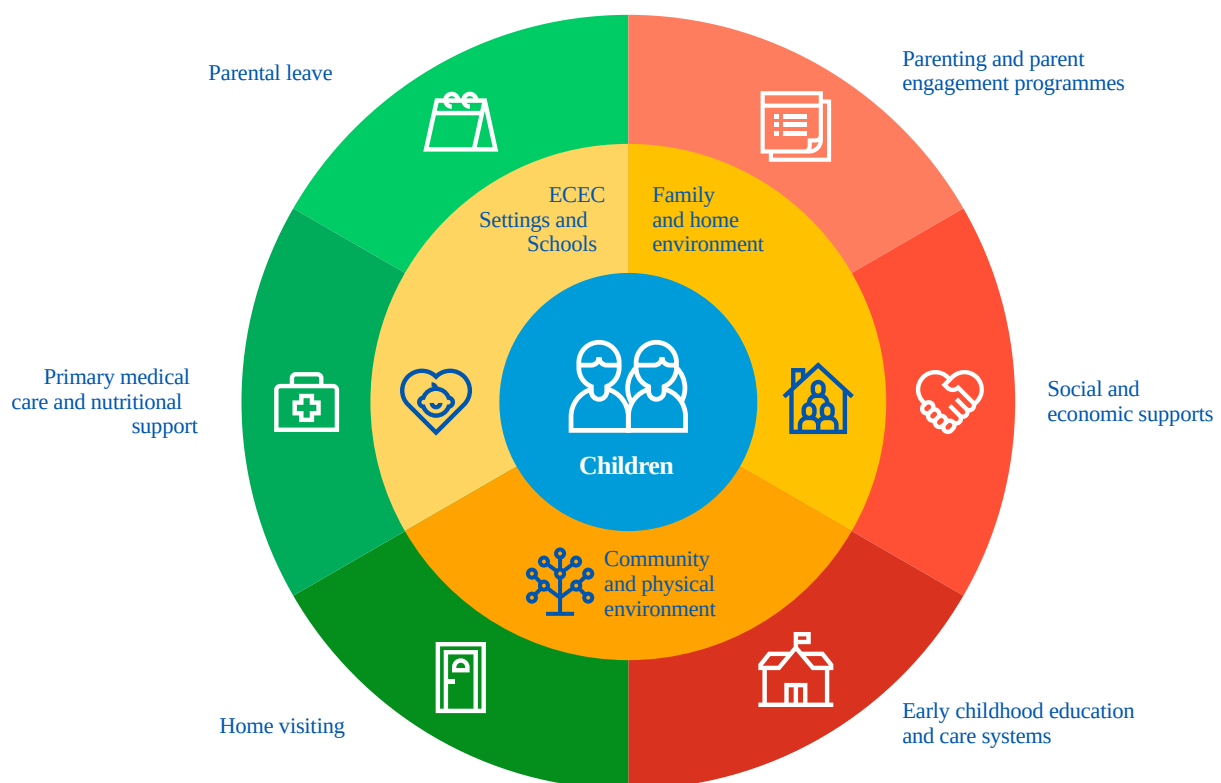 Parental leave
Parenting and parent
engagement programmes
ECEC
Settings and
Schools
Family
and home
environment
Primary medical
care and nutritional
support
Children
Social and
economic supports
Community
and physical
environment
Home visiting
Early childhood education
and care systems